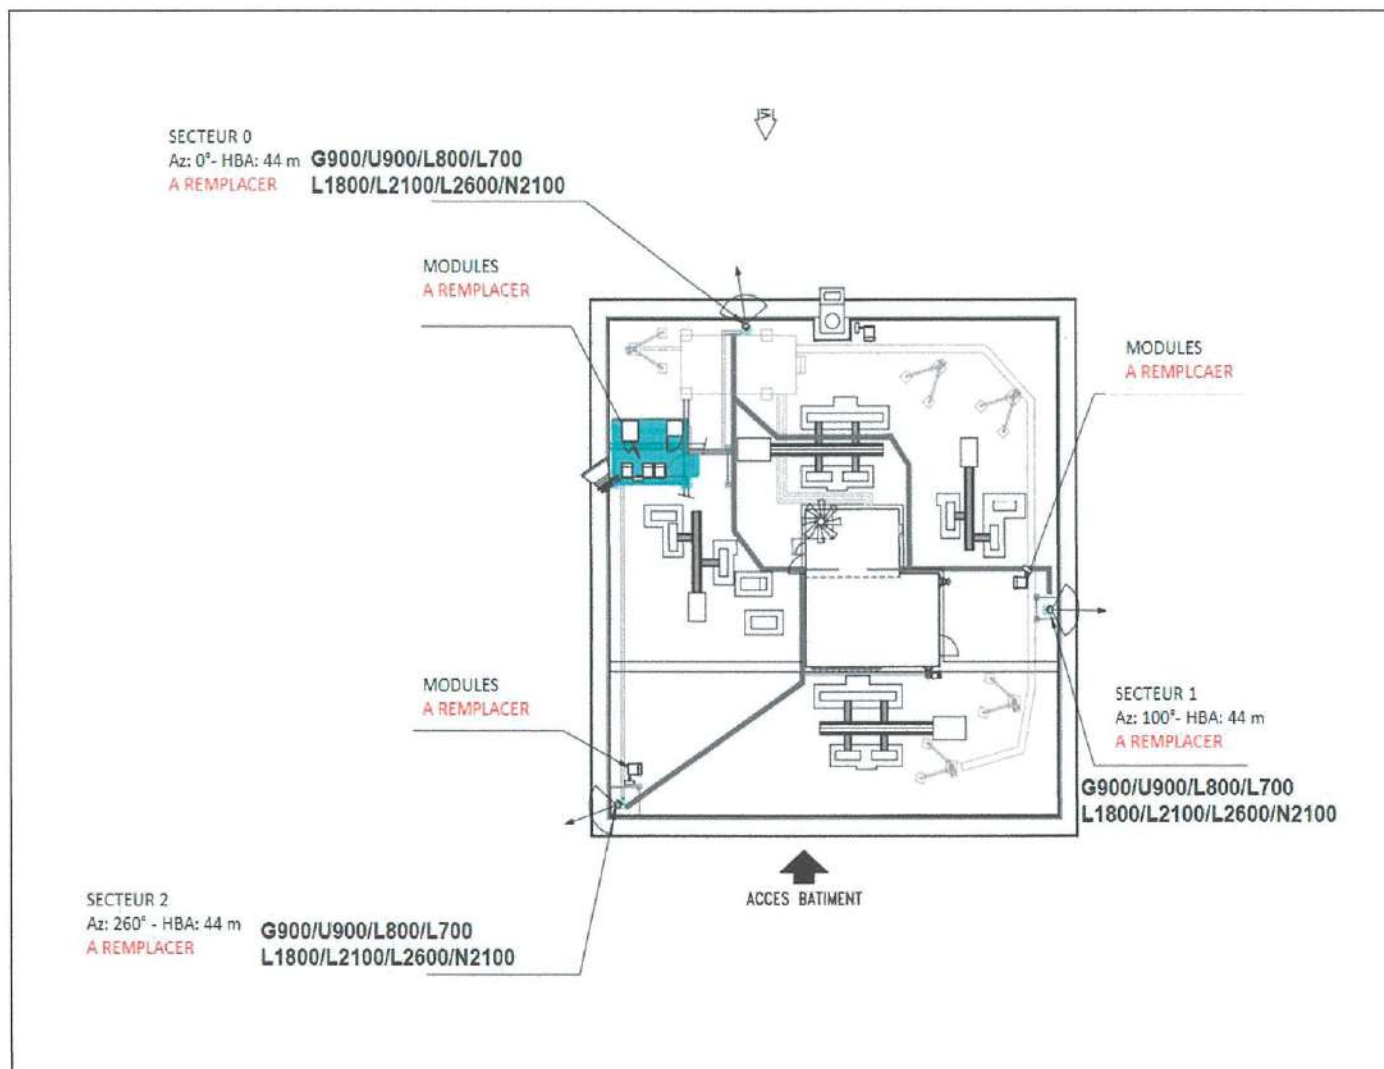 SECTEUR 0
Az: 0°- HBA: 44 m
A REMPLACER
G900/U900/L800/L700
L1800/L2100/L2600/N2100
MODULES
A REMPLACER
MODULES
A REMPLCAER
MODULES
A REMPLACER
SECTEUR 1
Az: 100°- HBA: 44 m
A REMPLACER
G900/U900/L800/L700
L1800/L2100/L2600/N2100
ACCES BATIMENT
SECTEUR 2
Az: 260° - HBA: 44 m
A REMPLACER
G900/U900/L800/L700
L1800/L2100/L2600/N2100